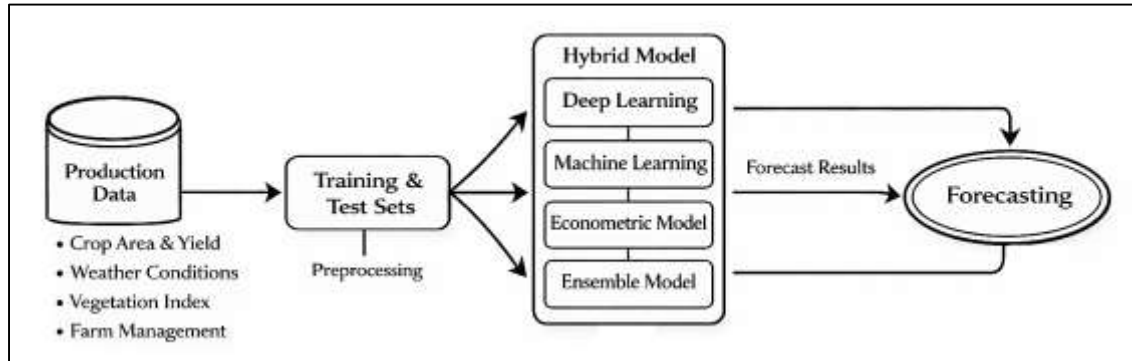 Production
Data
• Crop Area & Yield
• Weather Conditions
• Vegetation Index
• Farm Management
Training &
Test Sets
Preprocessing
Hybrid Model
Deep Learning
Machine Learning
Econometric Model
Ensemble Model
Forecast Results
Forecasting